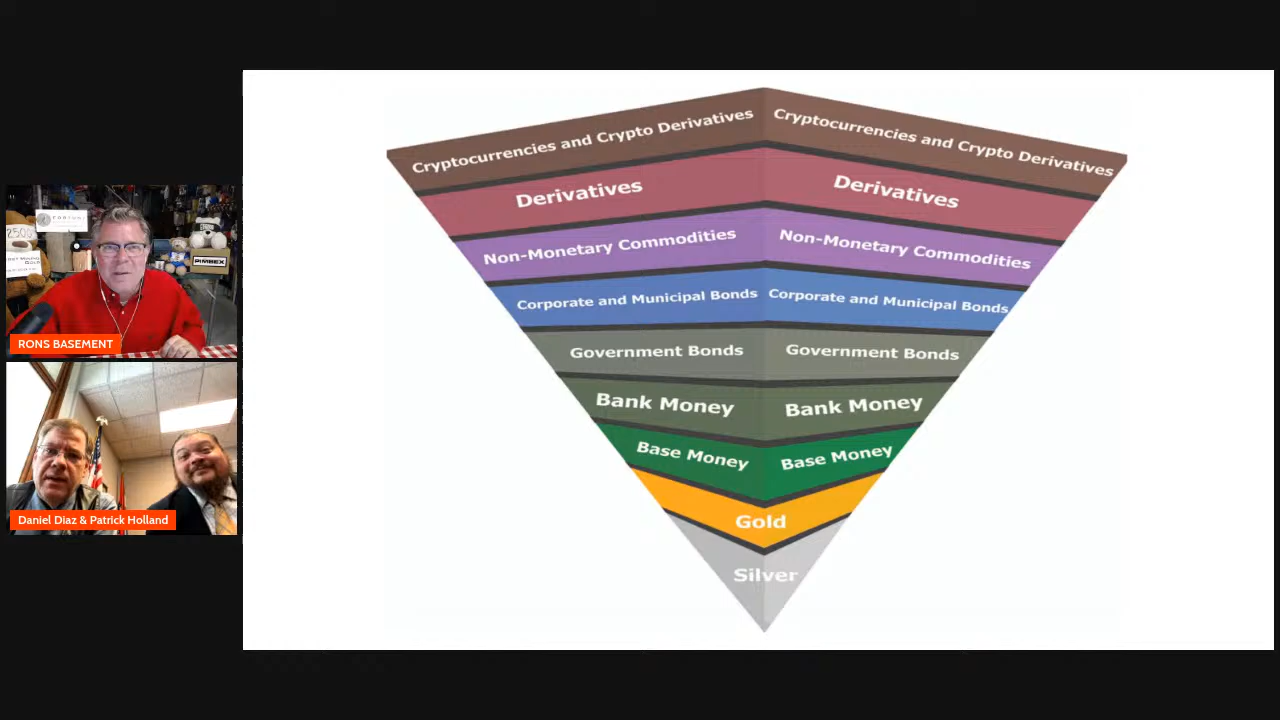 Cryptocurrencies and Crypto Derivatives
Cryptocurrencies and Crypto Derivatives
Derivatives
Derivatives
Non-Monetary Commodities
Non-Monetary Commodities
Corporate and Municipal Bonds
Corporate and Municipal Bonds
Government Bonds
Government Bonds
Bank Money
Bank Money
Base Money
Base Money
Gold
Silver
PIMBEX
RONS BASEMENT
Daniel Diaz & Patrick Holland